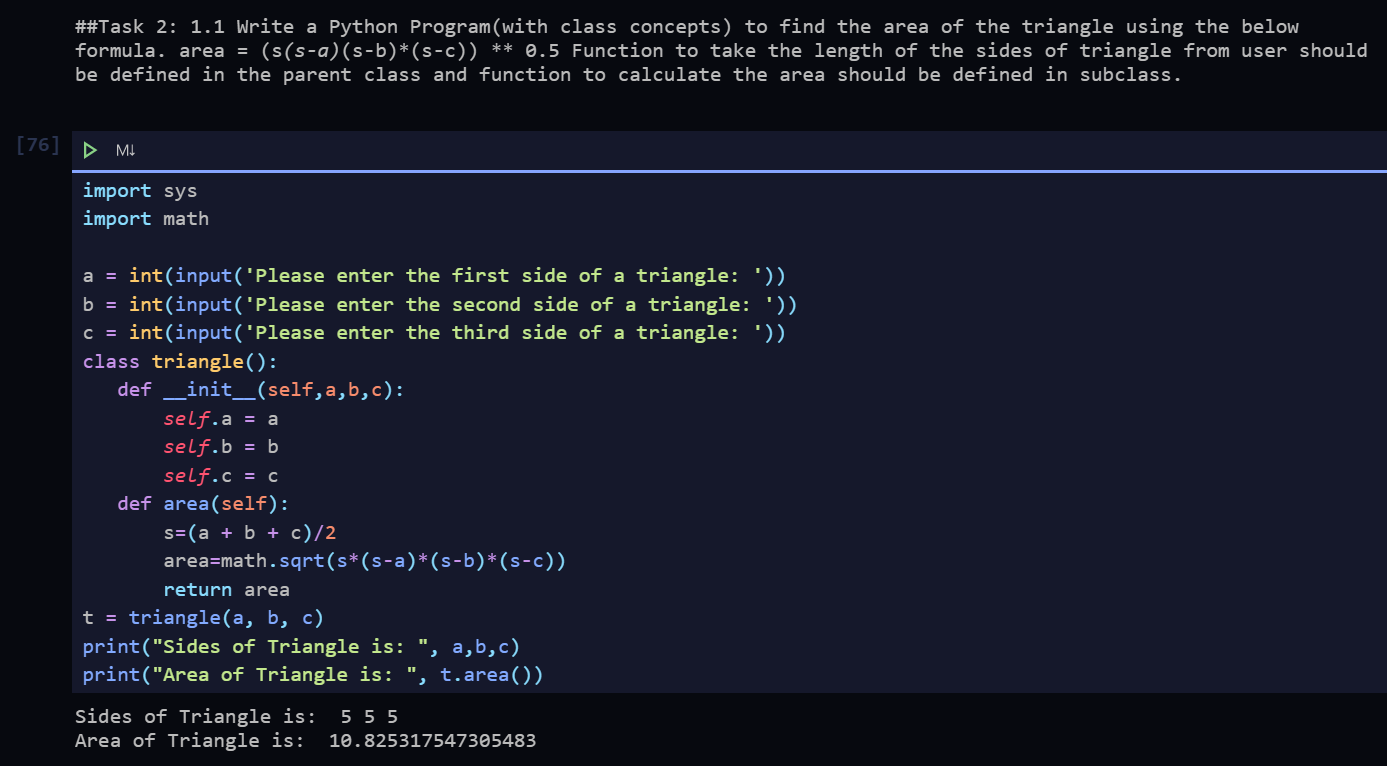 ##Task 2: 1.1 Write a Python Program(with class concepts) to find the area of the triangle using the below
formula. area = (s(s-a)(s-b)*(s-c)) ** 0.5 Function to take the length of the sides of triangle from user should
be defined in the parent class and function to calculate the area should be defined in subclass.
[76]
M↓
import sys
import math
a = int(input('Please enter the first side of a triangle: '))
b = int(input('Please enter the second side of a triangle: '))
c = int(input('Please enter the third side of a triangle: '))
class triangle():
   def __init__(self,a,b,c):
       self.a = a
       self.b = b
       self.c = c
   def area(self):
       s=(a + b + c)/2
       area=math.sqrt(s*(s-a)*(s-b)*(s-c))
       return area
t = triangle(a, b, c)
print("Sides of Triangle is: ", a,b,c)
print("Area of Triangle is: ", t.area())
Sides of Triangle is:  5 5 5
Area of Triangle is:  10.825317547305483